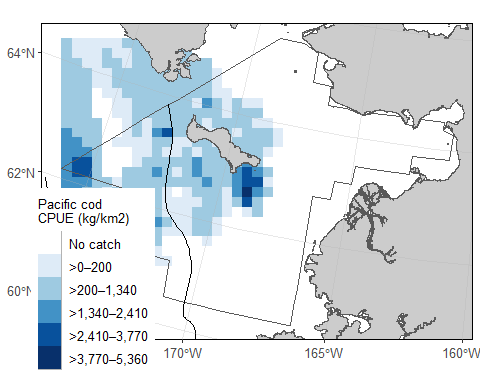 64°N
62°N
Pacific cod
CPUE (kg/km2)
No catch
>0–200
>200–1,340
>1,340–2,410
>2,410–3,770
>3,770–5,360
60°N
170°W
165°W
160°W